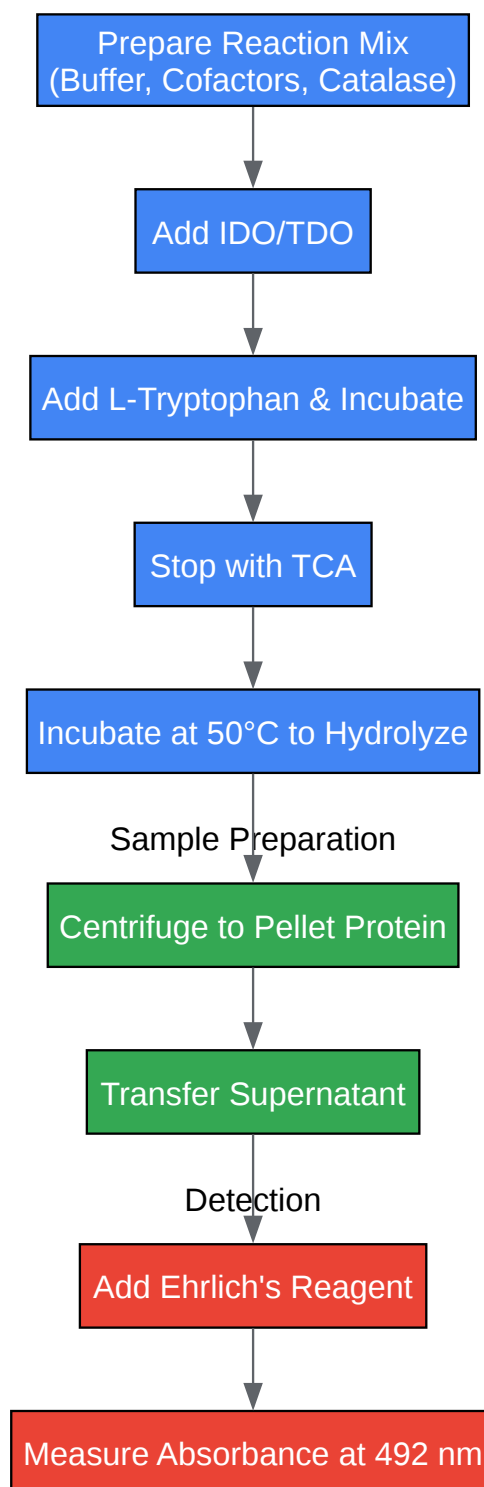 Prepare Reaction Mix
(Buffer, Cofactors, Catalase)
Add IDO/TDO
Add L-Tryptophan & Incubate
Stop with TCA
Incubate at 50°C to Hydrolyze
Sample Preparation
Centrifuge to Pellet Protein
Transfer Supernatant
Detection
Add Ehrlich's Reagent
Measure Absorbance at 492 nm